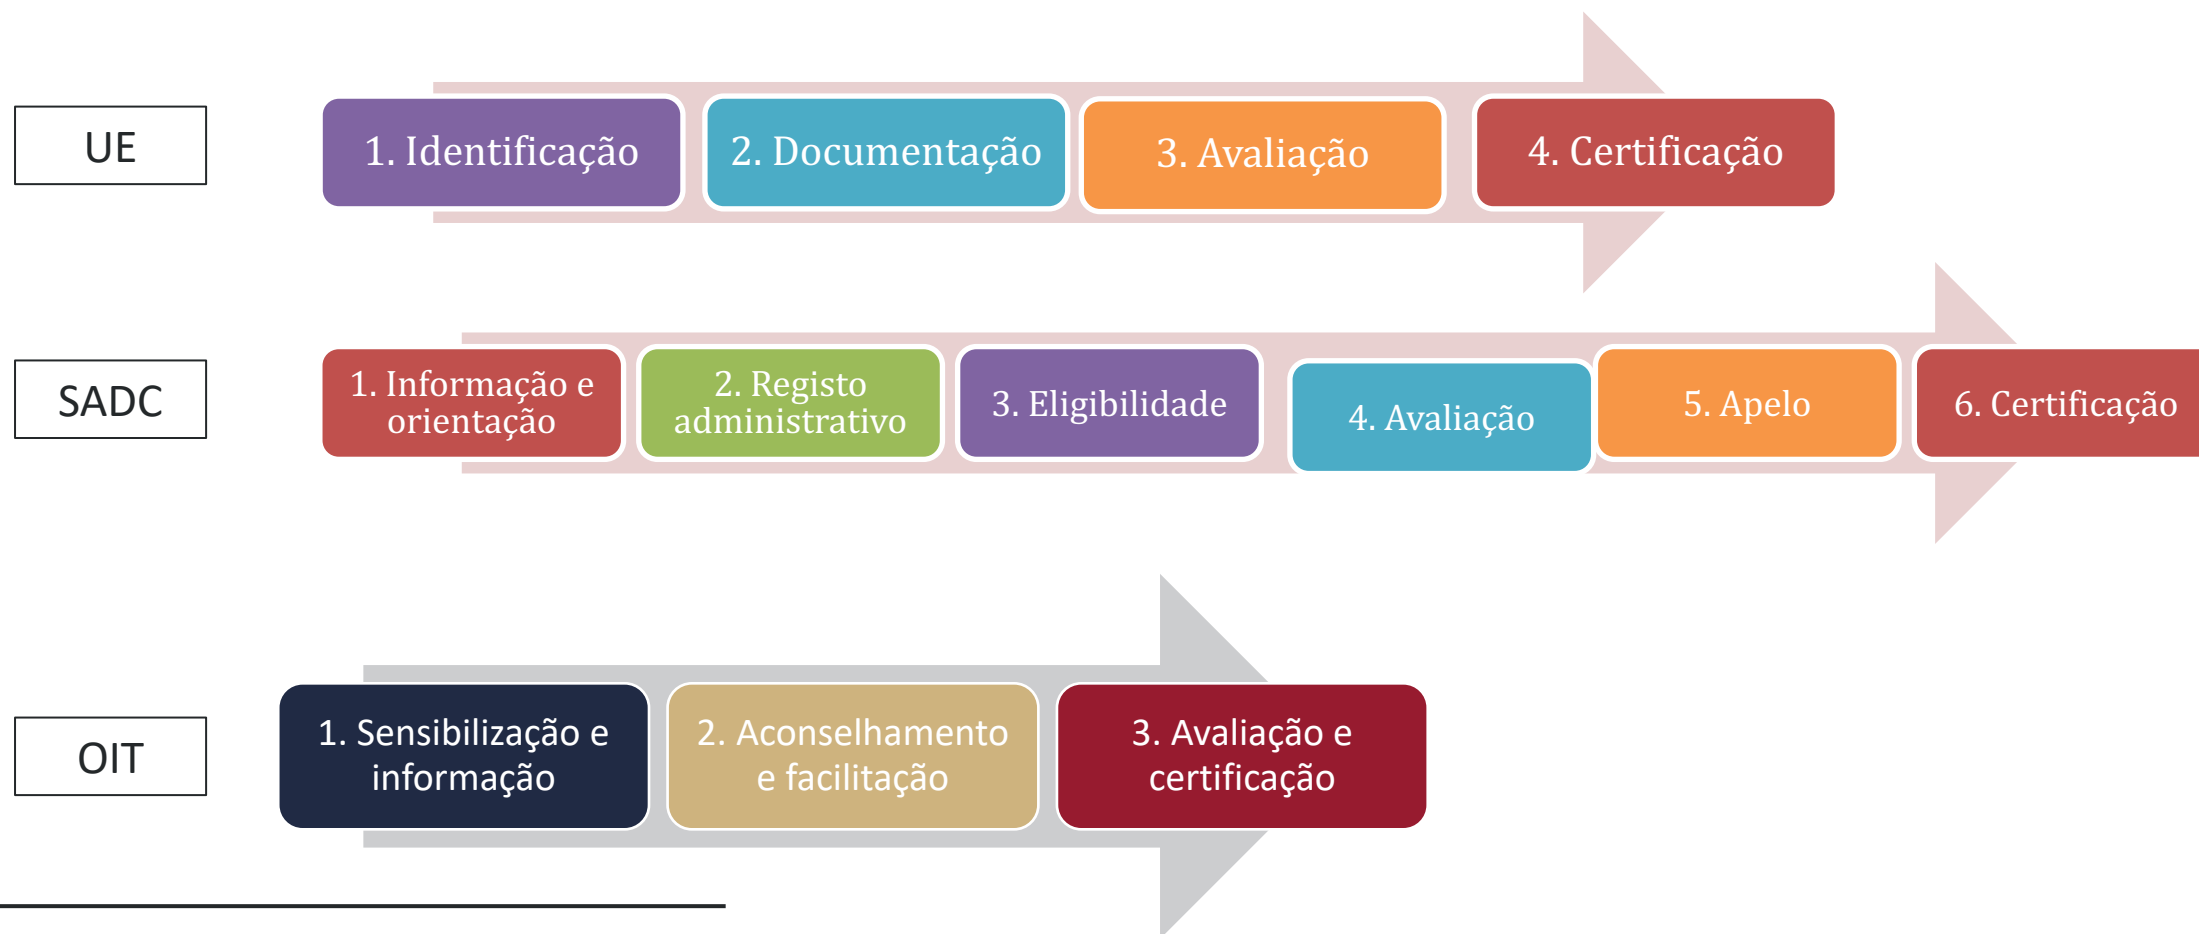 UE
1. Identificação
2. Documentação
3. Avaliação
4. Certificação
SADC
1. Informação e
orientação
2. Registo
administrativo
3. Eligibilidade
4. Avaliação
5. Apelo
6. Certificação
OIT
1. Sensibilização e
informação
2. Aconselhamento
e facilitação
3. Avaliação e
certificação